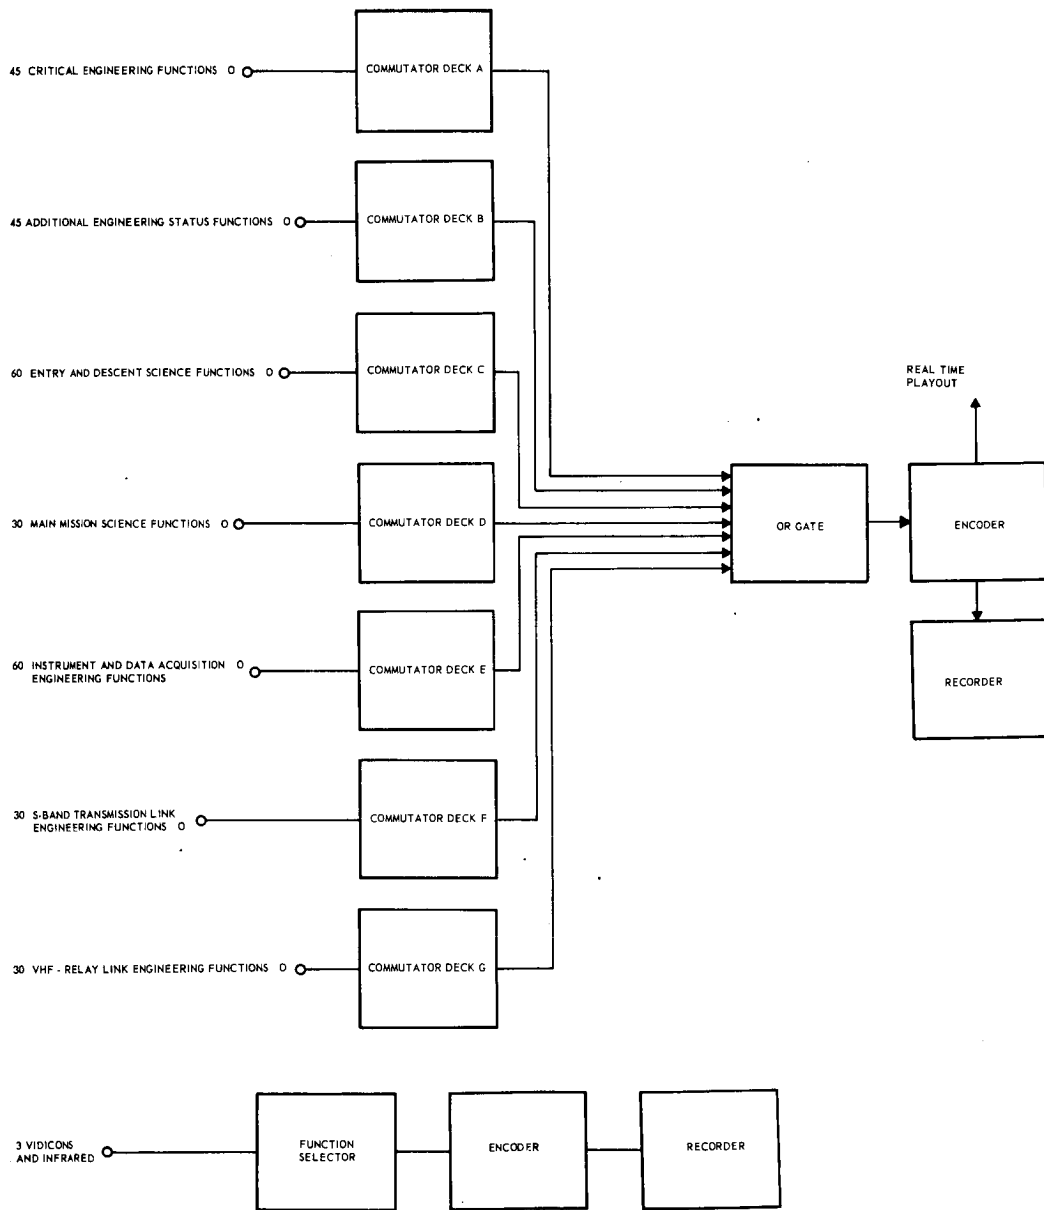 45 CRITICAL ENGINEERING FUNCTIONS O
COMMUTATOR DECK A
45 ADDITIONAL ENGINEERING STATUS FUNCTIONS O
COMMUTATOR DECK B
60 ENTRY AND DESCENT SCIENCE FUNCTIONS O
COMMUTATOR DECK C
REAL TIME
PLAYOUT
30 MAIN MISSION SCIENCE FUNCTIONS O
COMMUTATOR DECK D
OR GATE
ENCODER
60 INSTRUMENT AND DATA ACQUISITION O
ENGINEERING FUNCTIONS
COMMUTATOR DECK E
RECORDER
30 S-BAND TRANSMISSION LINK
ENGINEERING FUNCTIONS O
COMMUTATOR DECK F
30 VHF - RELAY LINK ENGINEERING FUNCTIONS O
COMMUTATOR DECK G
3 VIDICONS
AND INFRARED
FUNCTION
SELECTOR
ENCODER
RECORDER